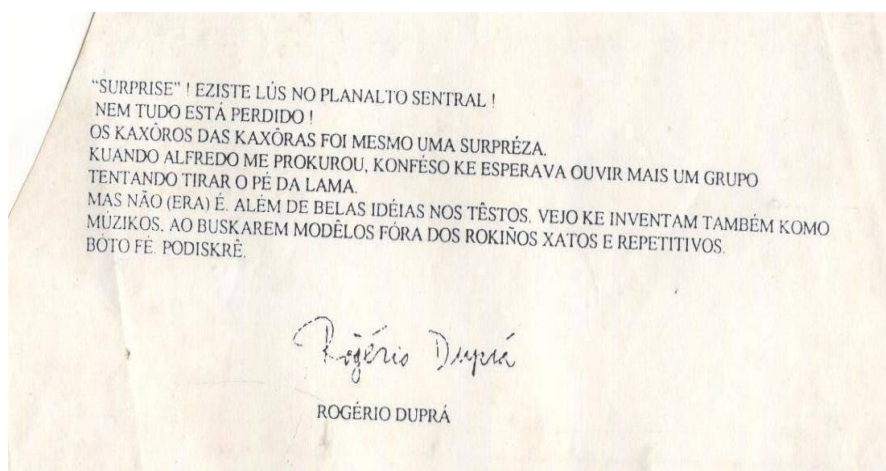 “SURPRISE” ! EZISTE LÚS NO PLANALTO SENTRAL !
NEM TUDO ESTÁ PERDIDO !
OS KAXÔROS DAS KAXÔRAS FOI MESMO UMA SURPRÉZA.
KUANDO ALFREDO ME PROKUROU, KONFÉSO KE ESPERAVA OUVIR MAIS UM GRUPO
TENTANDO TIRAR O PÉ DA LAMA.
MAS NÃO (ERA) É. ALÉM DE BELAS IDÉIAS NOS TÊSTOS, VEJO KE INVENTAM TAMBÉM KOMO
MÚZIKOS, AO BUSKAREM MODÊLOS FÓRA DOS ROKIÑOS XATOS E REPETITIVOS.
BÓTO FÉ. PODISKRÊ.
Rogério Duprá
ROGÉRIO DUPRÁ